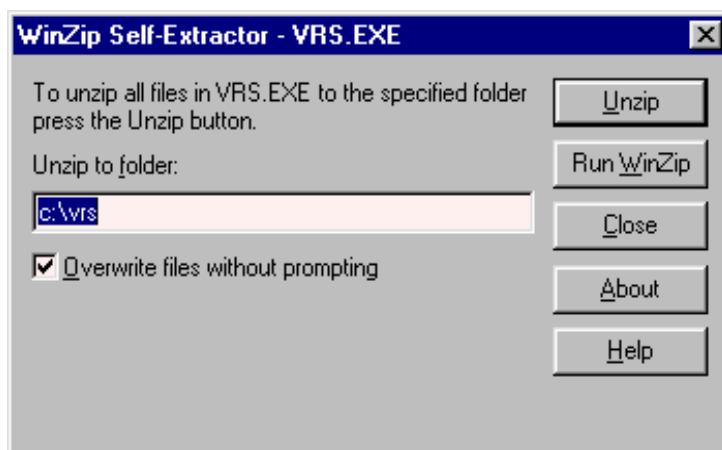 WinZip Self-Extractor - VRS.EXE
To unzip all files in VRS.EXE to the specified folder
press the Unzip button.
Unzip to folder:
c:\vrs
Overwrite files without prompting
Unzip
Run WinZip
Close
About
Help